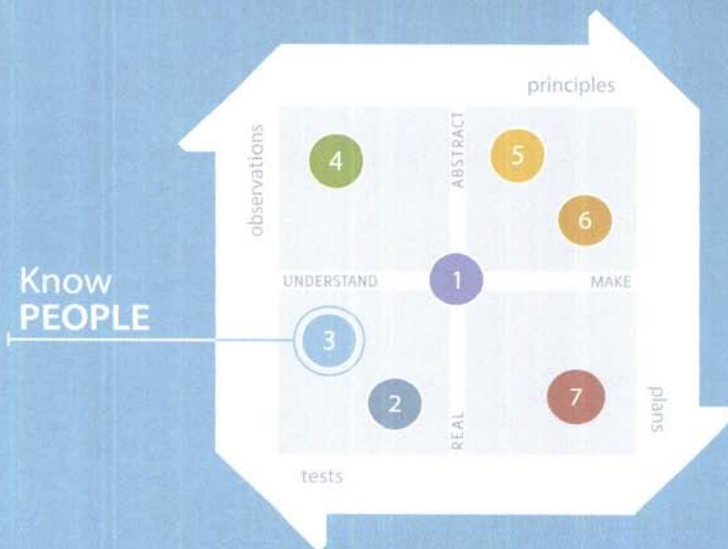 principles
observations
ABSTRACT
4
5
6
Know
PEOPLE
UNDERSTAND
1
MAKE
3
2
7
REAL
plans
tests